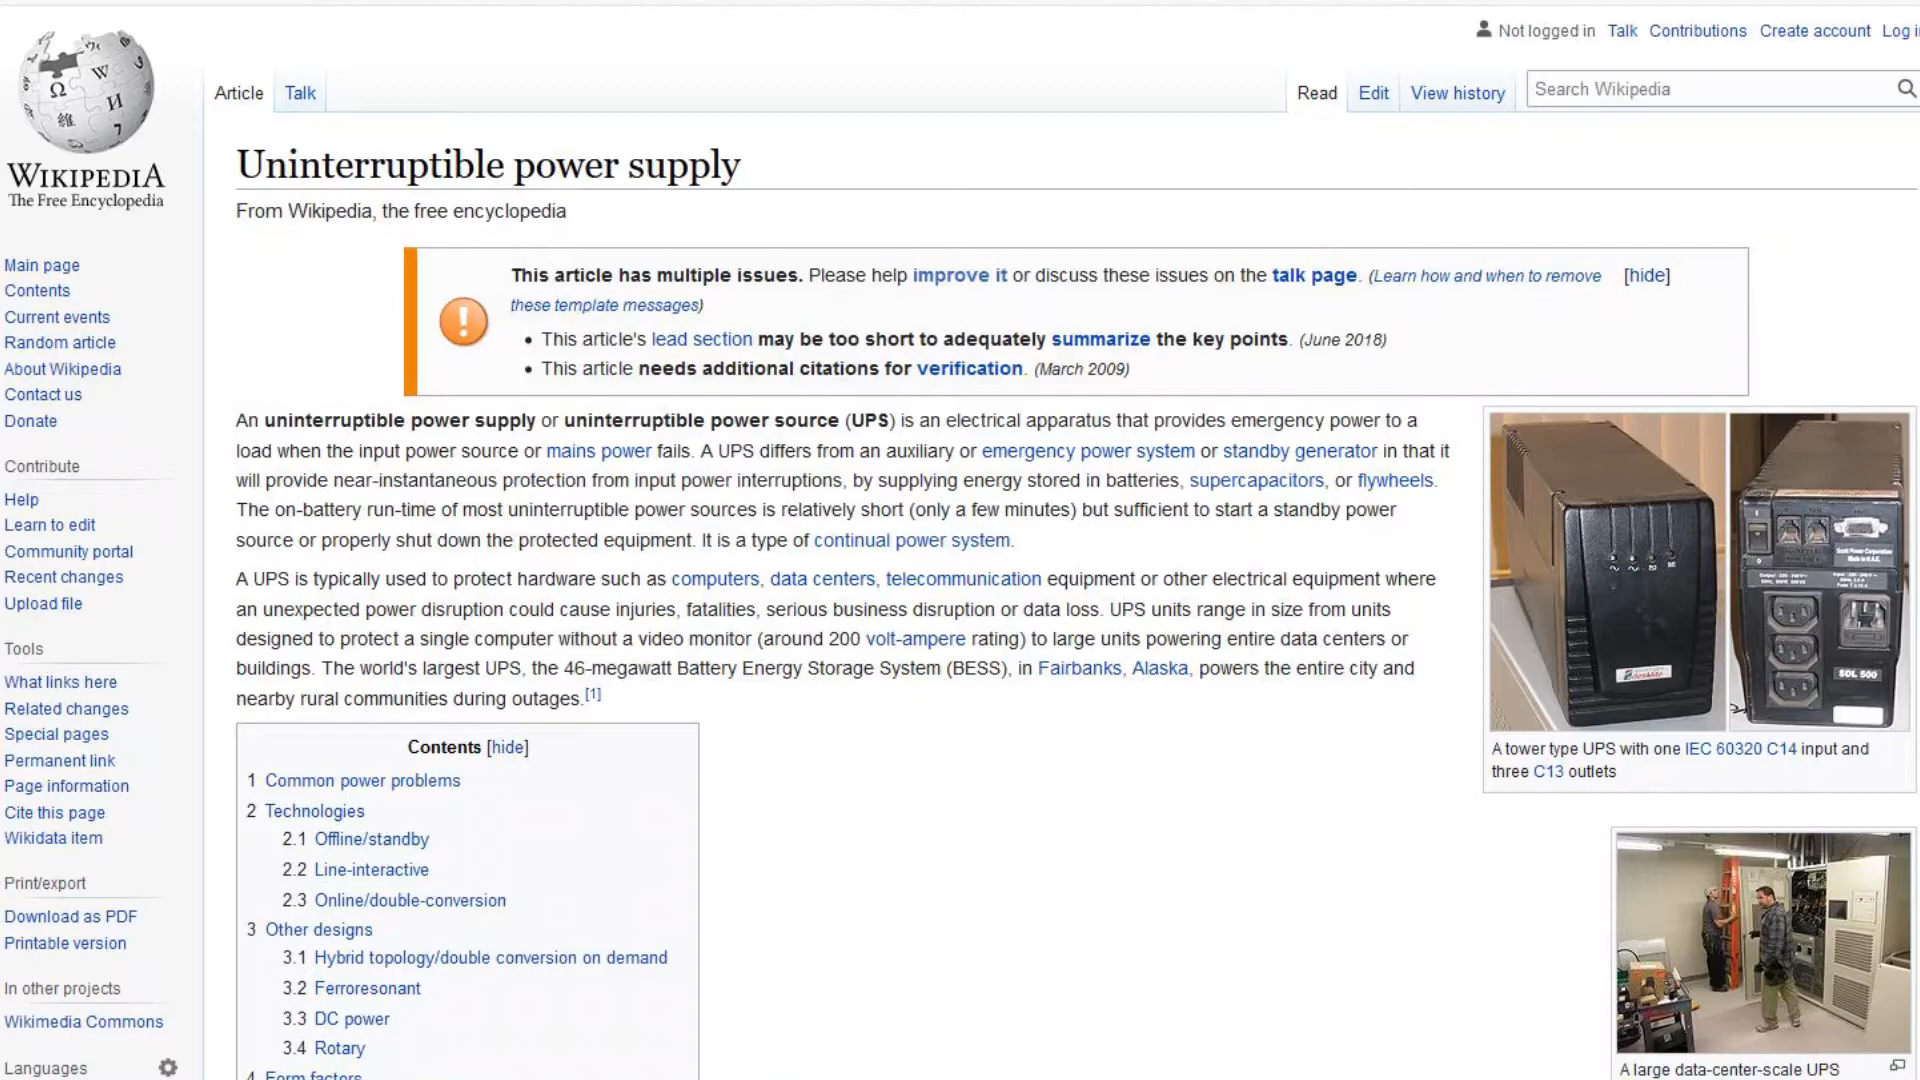 Not logged in Talk Contributions Create account Log i
Article Talk Read Edit View history Search Wikipedia
WIKIPEDIA
The Free Encyclopedia
Main page
Contents
Current events
Random article
About Wikipedia
Contact us
Donate
Contribute
Help
Learn to edit
Community portal
Recent changes
Upload file
Tools
What links here
Related changes
Special pages
Permanent link
Page information
Cite this page
Wikidata item
Print/export
Download as PDF
Printable version
In other projects
Wikimedia Commons
Languages
Uninterruptible power supply
From Wikipedia, the free encyclopedia
This article has multiple issues. Please help improve it or discuss these issues on the talk page. (Learn how and when to remove [hide]
these template messages)
• This article's lead section may be too short to adequately summarize the key points. (June 2018)
• This article needs additional citations for verification. (March 2009)
An uninterruptible power supply or uninterruptible power source (UPS) is an electrical apparatus that provides emergency power to a
load when the input power source or mains power fails. A UPS differs from an auxiliary or emergency power system or standby generator in that it
will provide near-instantaneous protection from input power interruptions, by supplying energy stored in batteries, supercapacitors, or flywheels.
The on-battery run-time of most uninterruptible power sources is relatively short (only a few minutes) but sufficient to start a standby power
source or properly shut down the protected equipment. It is a type of continual power system.
A UPS is typically used to protect hardware such as computers, data centers, telecommunication equipment or other electrical equipment where
an unexpected power disruption could cause injuries, fatalities, serious business disruption or data loss. UPS units range in size from units
designed to protect a single computer without a video monitor (around 200 volt-ampere rating) to large units powering entire data centers or
buildings. The world's largest UPS, the 46-megawatt Battery Energy Storage System (BESS), in Fairbanks, Alaska, powers the entire city and
nearby rural communities during outages.[1]
Contents [hide]
1 Common power problems
2 Technologies
2.1 Offline/standby
2.2 Line-interactive
2.3 Online/double-conversion
3 Other designs
3.1 Hybrid topology/double conversion on demand
3.2 Ferroresonant
3.3 DC power
3.4 Rotary
4 Form factors
SDL 500
A tower type UPS with one IEC 60320 C14 input and
three C13 outlets
A large data-center-scale UPS